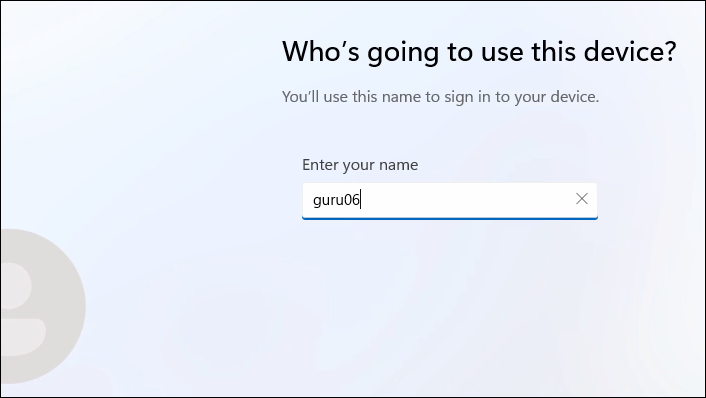 Who’s going to use this device?
You’ll use this name to sign in to your device.
Enter your name
guru06